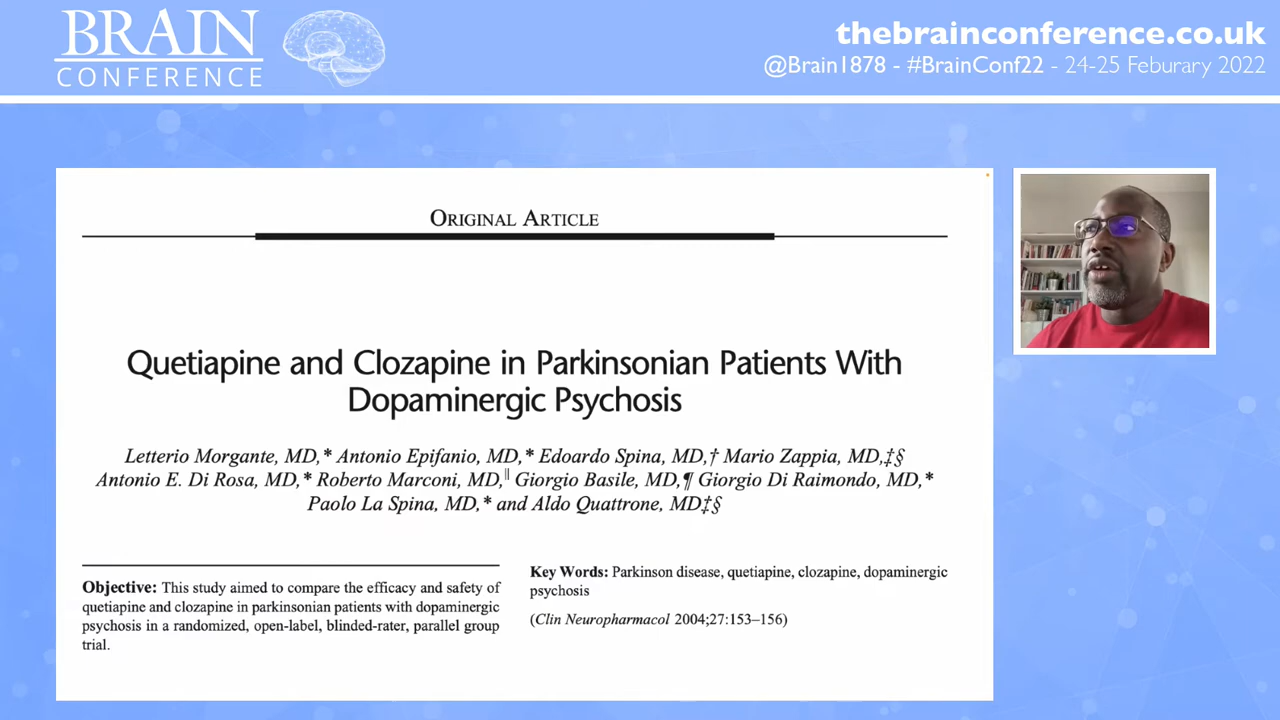 BRAIN
CONFERENCE
thebrainconference.co.uk
@Brain1878 - #BrainConf22 - 24-25 Feburary 2022
ORIGINAL ARTICLE
Quetiapine and Clozapine in Parkinsonian Patients With
Dopaminergic Psychosis
Letterio Morgante, MD,* Antonio Epifanio, MD,* Edoardo Spina, MD,† Mario Zappia, MD,‡§
Antonio E. Di Rosa, MD,* Roberto Marconi, MD,‖ Giorgio Basile, MD,¶ Giorgio Di Raimondo, MD,*
Paolo La Spina, MD,* and Aldo Quattrone, MD‡§
Objective: This study aimed to compare the efficacy and safety of
quetiapine and clozapine in parkinsonian patients with dopaminergic
psychosis in a randomized, open-label, blinded-rater, parallel group
trial.
Key Words: Parkinson disease, quetiapine, clozapine, dopaminergic
psychosis
(Clin Neuropharmacol 2004;27:153–156)